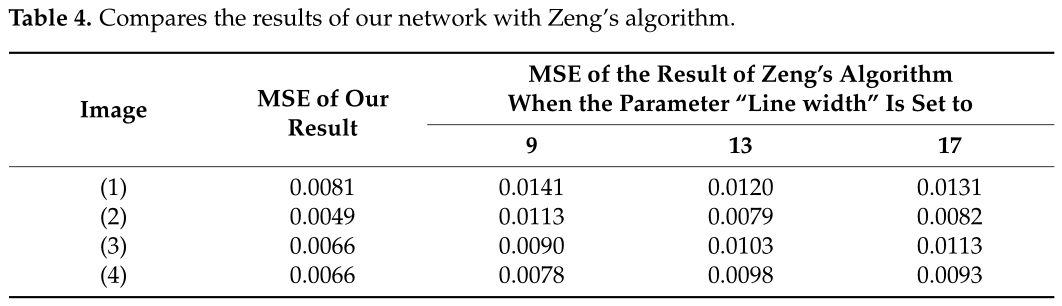 Table 4. Compares the results of our network with Zeng's algorithm.
Image
MSE of Our
Result
MSE of the Result of Zeng's Algorithm
When the Parameter "Line width" Is Set to
9 13 17
(1) 0.0081 0.0141 0.0120 0.0131
(2) 0.0049 0.0113 0.0079 0.0082
(3) 0.0066 0.0090 0.0103 0.0113
(4) 0.0066 0.0078 0.0098 0.0093